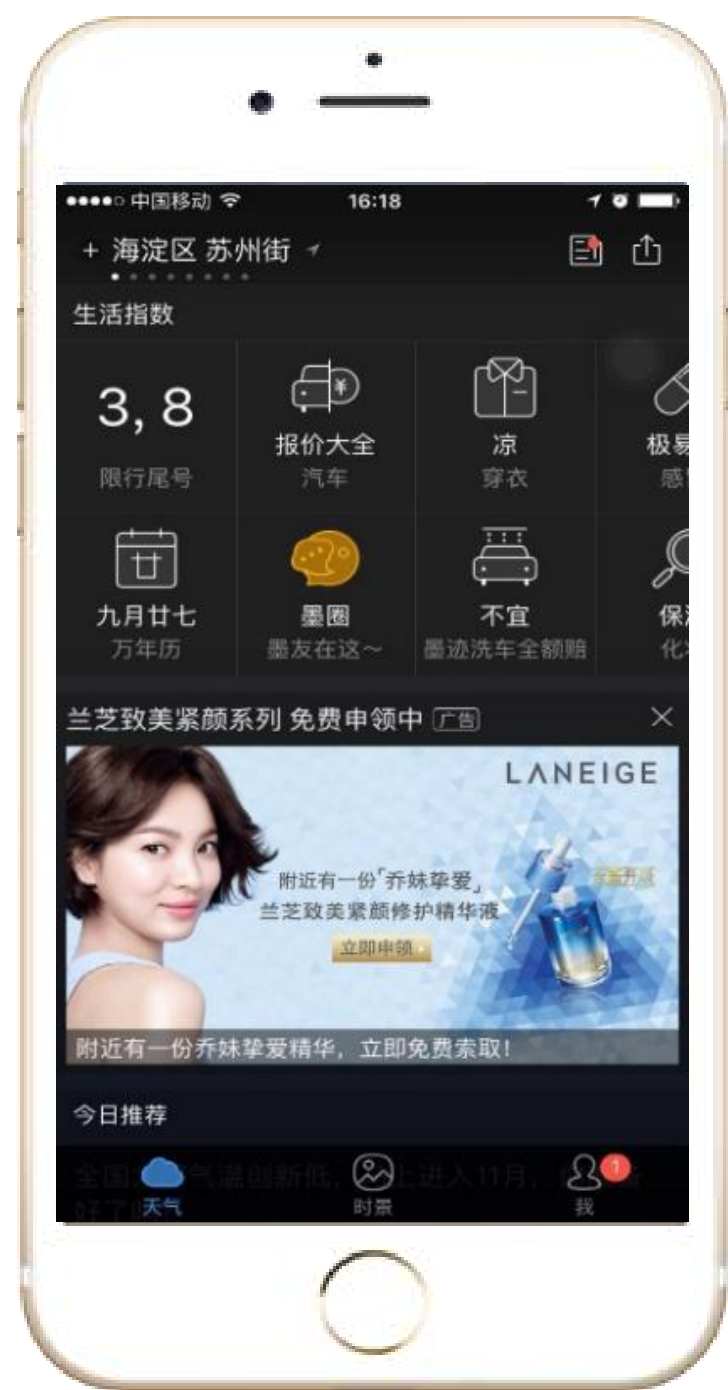 中国移动 16:18
+ 海淀区 苏州街
生活指数
3, 8
报价大全
凉
极易
限行尾号
汽车
穿衣
感
九月廿七
墨圈
不宜
保
万年历
墨友在这~
墨迹洗车全额赔
化
兰芝致美紧颜系列 免费申领中 广告
LANEIGE
附近有一份「乔妹挚爱」
兰芝致美紧颜修护精华液
立即申领
附近有一份乔妹挚爱精华，立即免费索取!
今日推荐
天气
时景
我
1